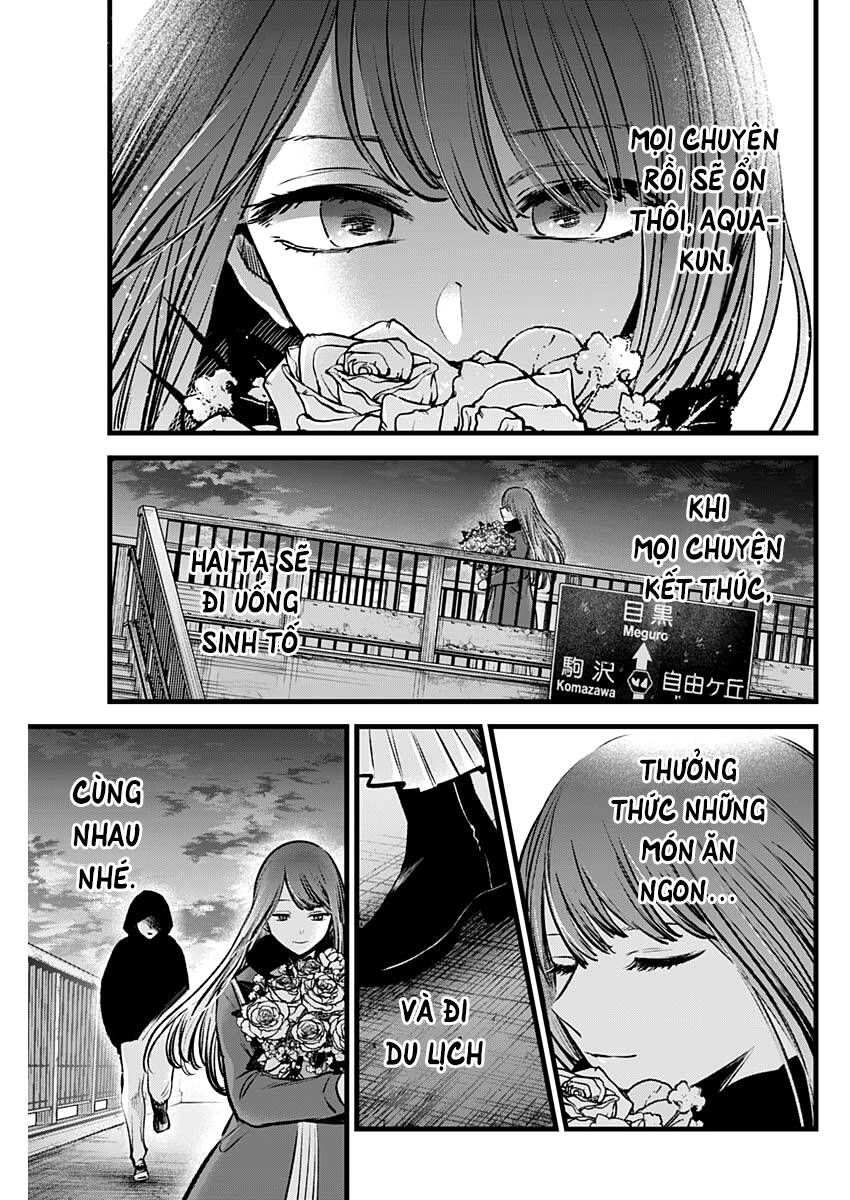 MỌI CHUYỆN
RỒI SẼ ỔN
THÔI, AQUA-
KUN.
KHI
MỌI CHUYỆN
KẾT THÚC,
HAI TA SẼ
ĐI UỐNG
SINH TỐ
目黒
Meguro
駒沢
Komazawa
自由ケ丘
THƯỞNG
THỨC NHỮNG
MÓN ĂN
NGON...
VÀ ĐI
DU LỊCH
CÙNG
NHAU
NHÉ.